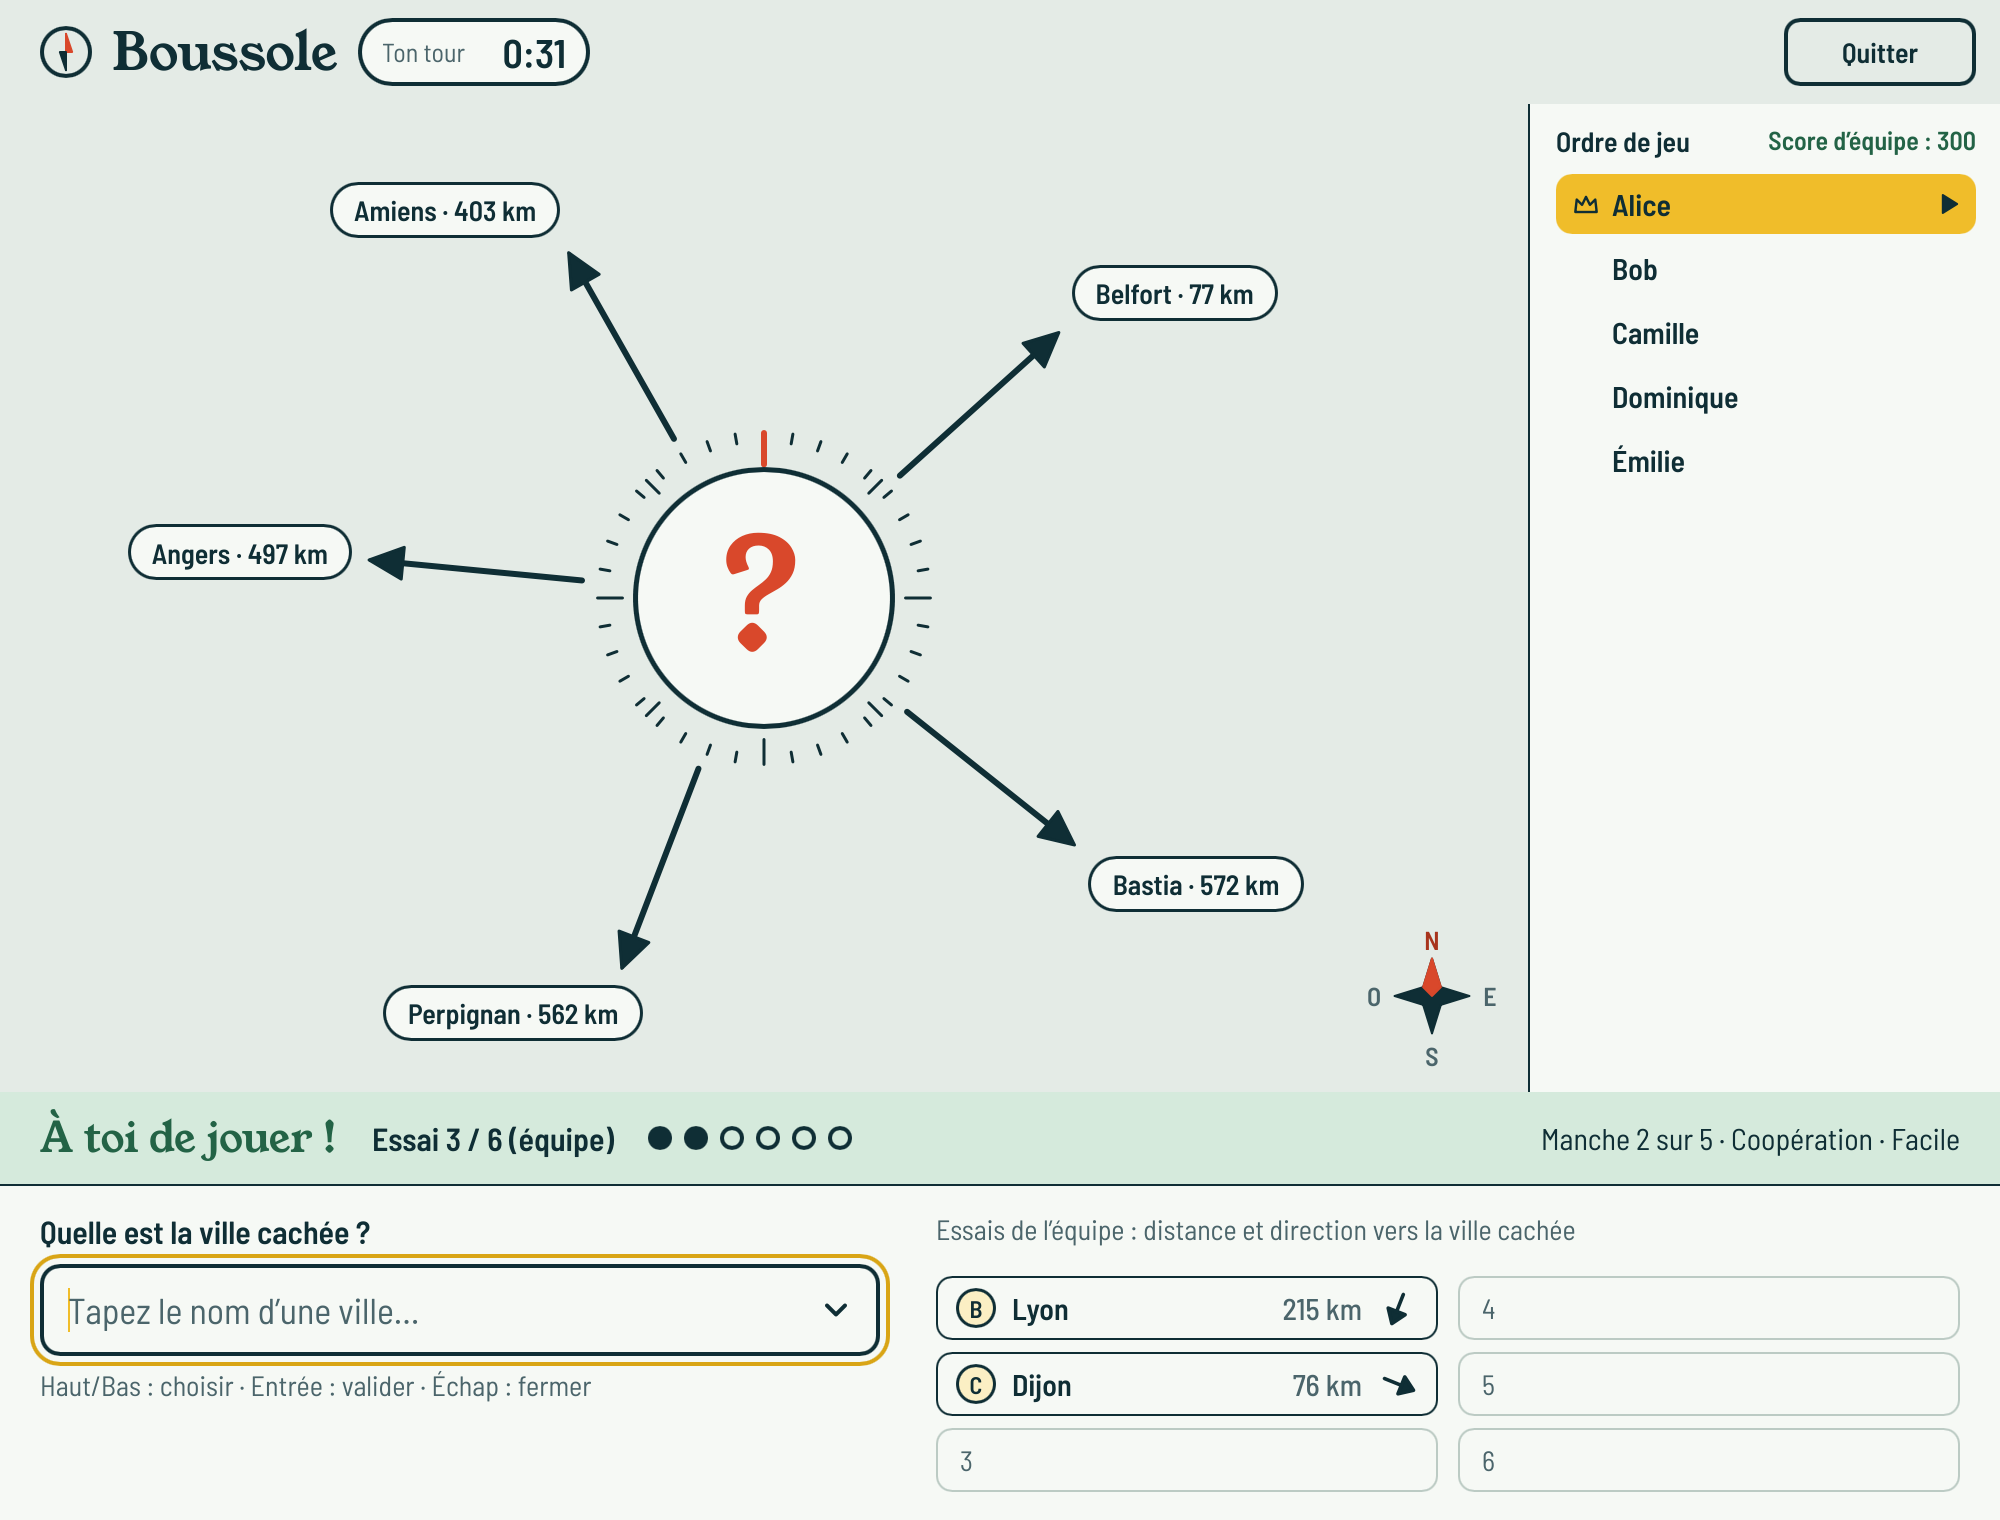 Boussole
Ton tour 0:31
Quitter
Ordre de jeu
Score d’équipe : 300
Alice
Bob
Camille
Dominique
Émilie
Amiens · 403 km
Belfort · 77 km
Angers · 497 km
?
Bastia · 572 km
Perpignan · 562 km
N
O
E
S
À toi de jouer !
Essai 3 / 6 (équipe)
Manche 2 sur 5 · Coopération · Facile
Quelle est la ville cachée ?
Tapez le nom d’une ville...
Haut/Bas : choisir · Entrée : valider · Échap : fermer
Essais de l’équipe : distance et direction vers la ville cachée
B Lyon 215 km
C Dijon 76 km
3
4
5
6